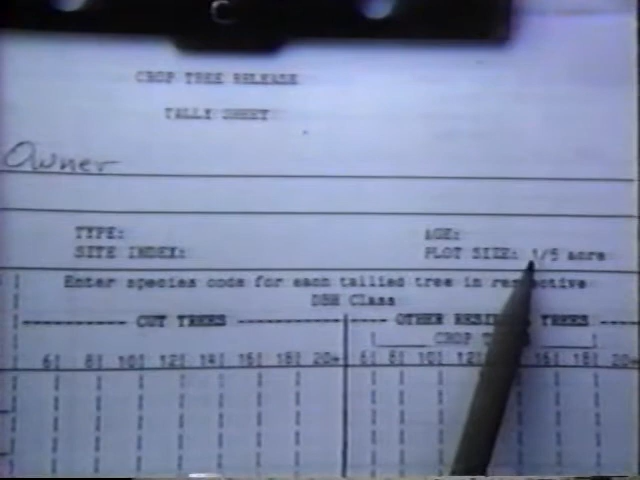 C
CROP TREE RELEASE
TALLY SHEET
Owner
TYPE: AGE:
SITE INDEX: PLOT SIZE: 1/5 acre
Enter species code for each tallied tree in respective
DBH Class
CUT TREES OTHER TREES
CROP
6| 8| 10| 12| 14| 16| 18| 20+ 6| 8| 10| 12| 16| 18| 20+